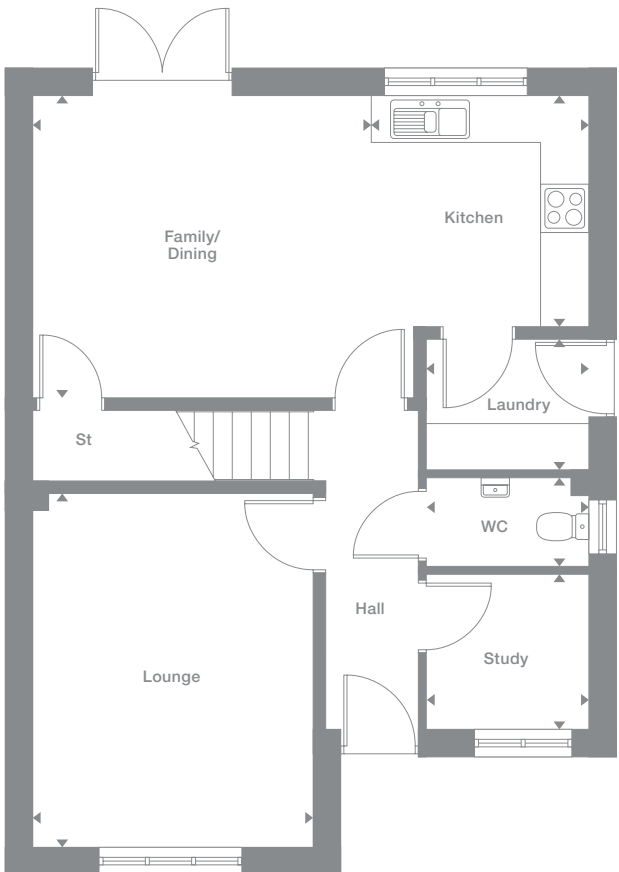 Family/
Dining
Kitchen
Laundry
St
WC
Hall
Study
Lounge